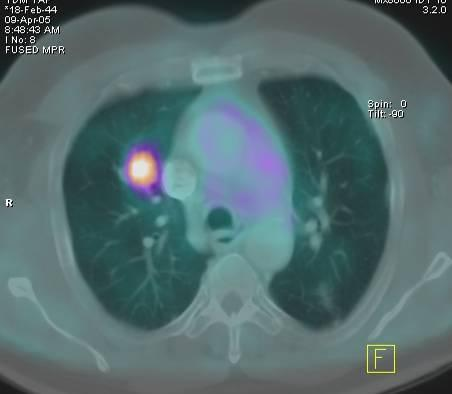 *18-Feb-44
09-Apr-05
8:48:43 AM
I No: 8
FUSED MPR
3.2.0
Spin: 0
Tilt: -90
R
F